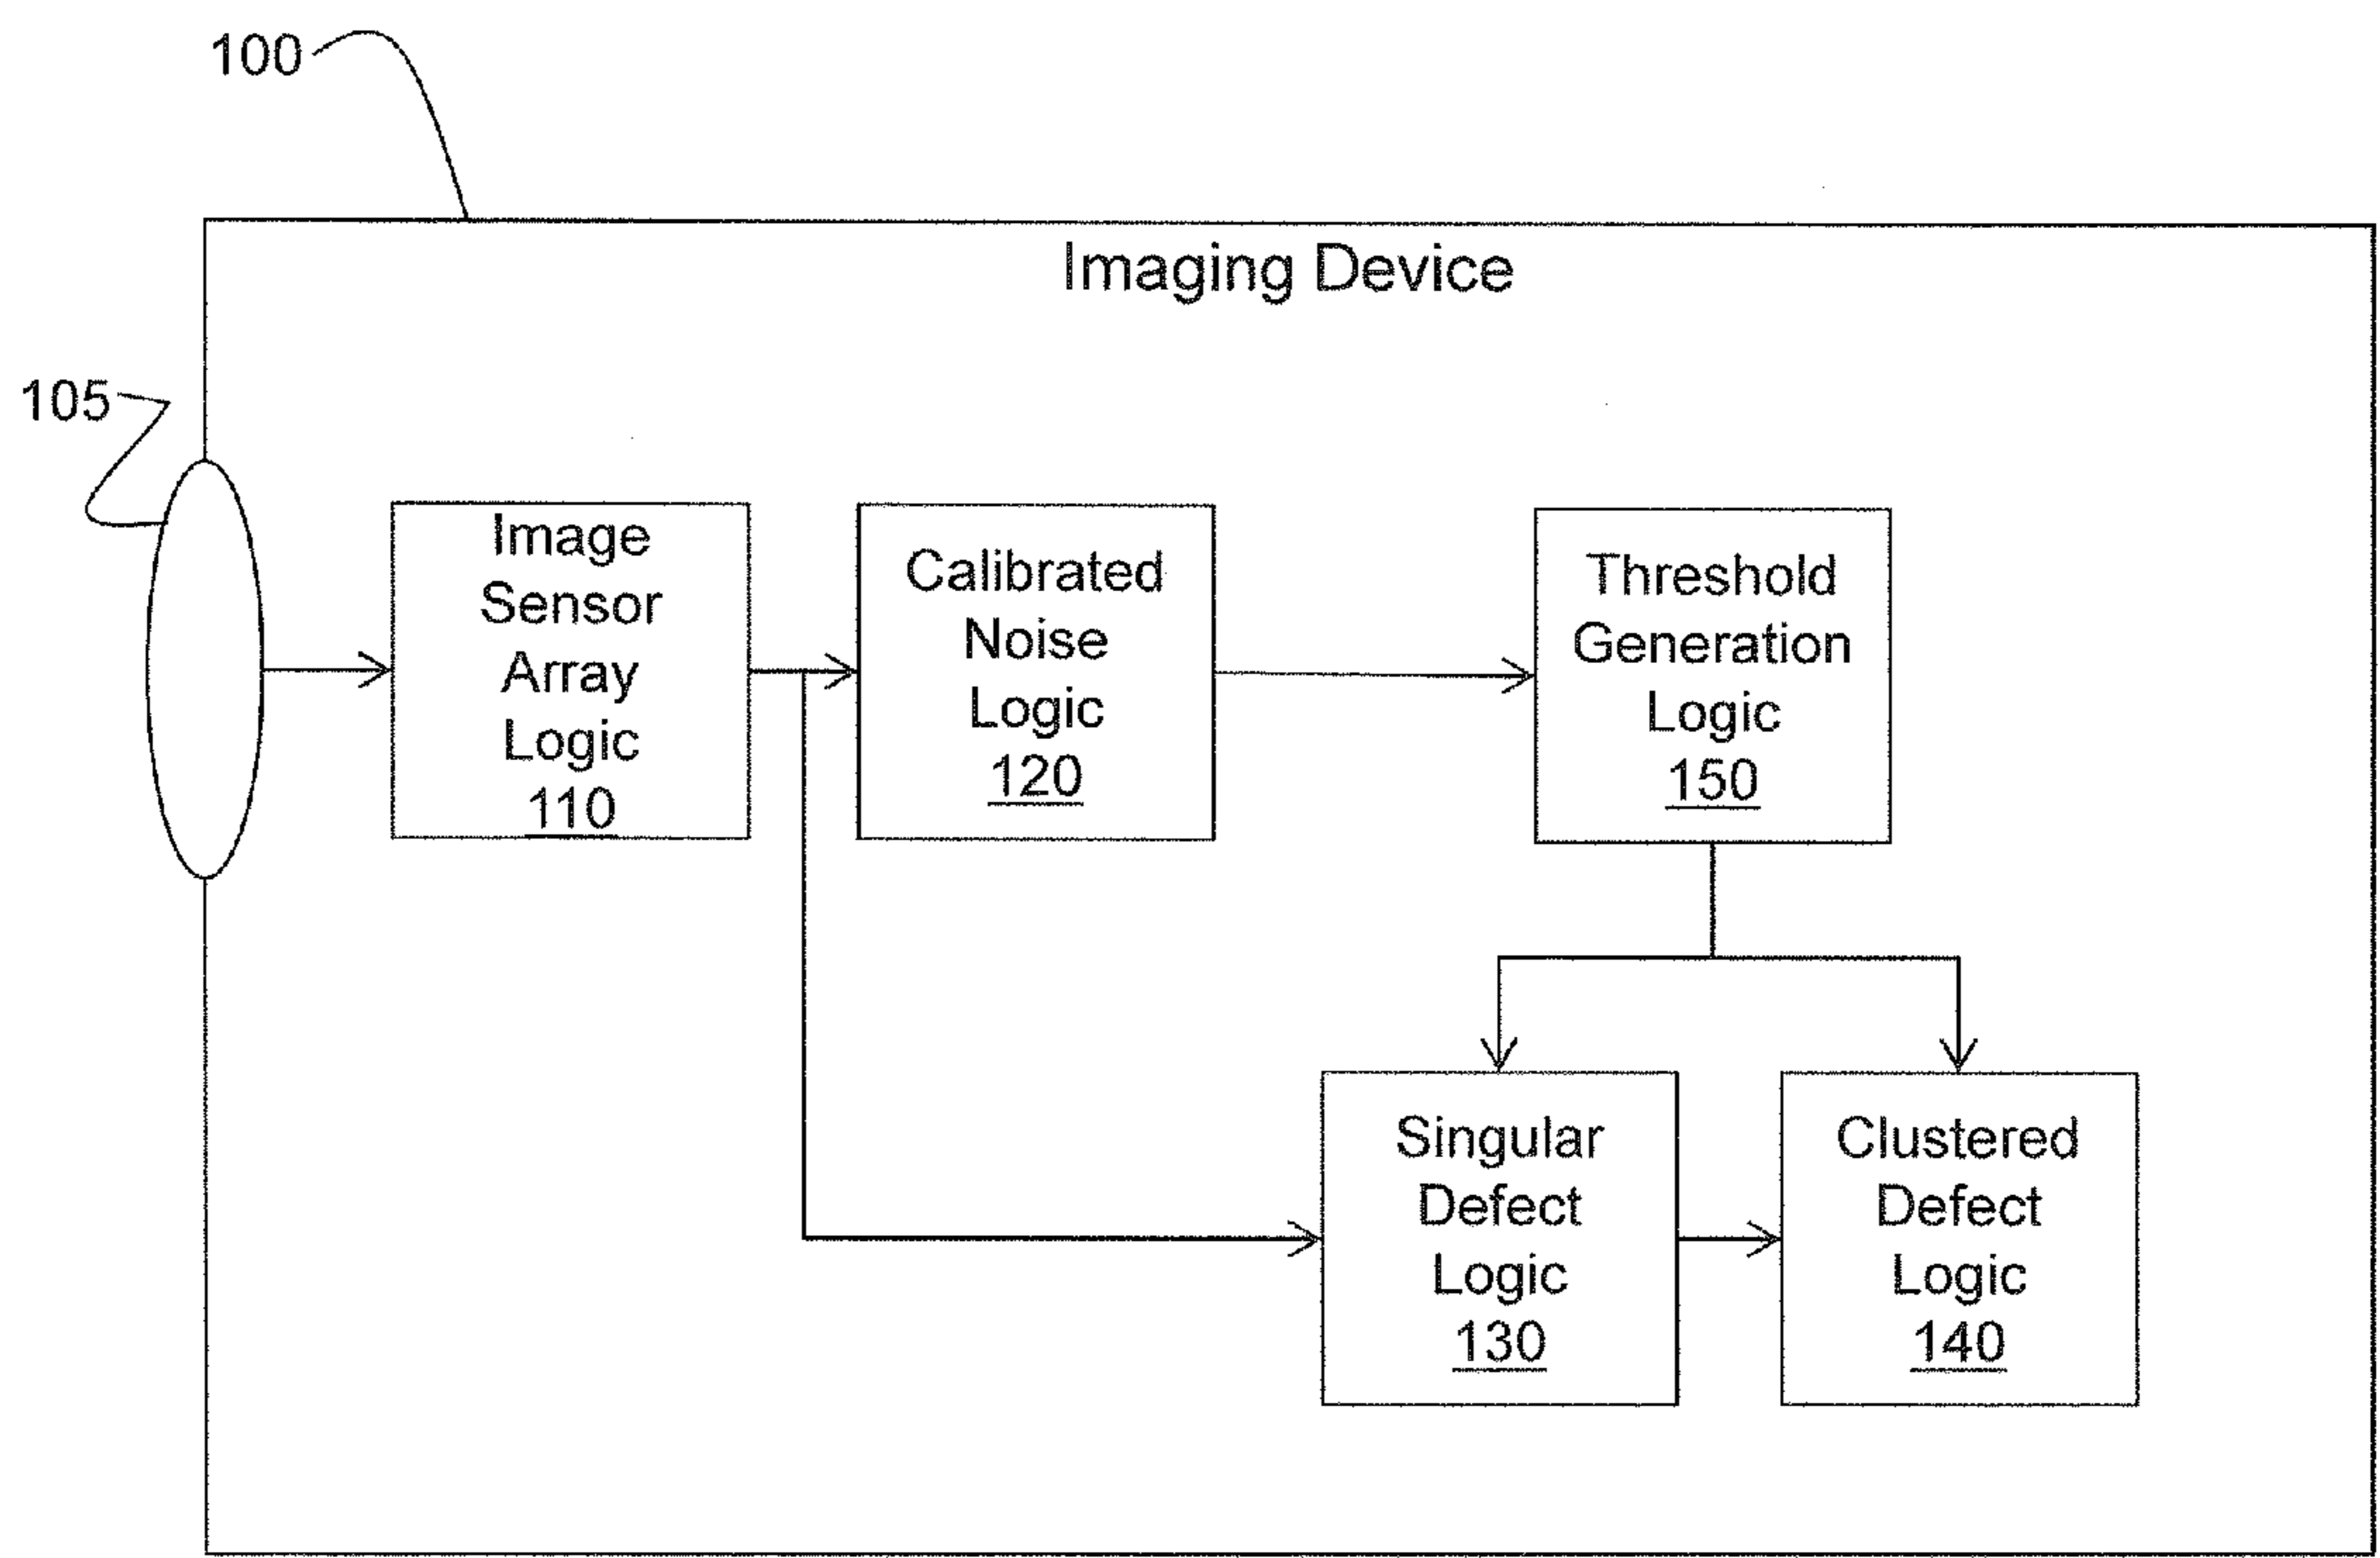 100
Imaging Device
105
Image
Sensor
Array
Logic
110
Calibrated
Noise
Logic
120
Threshold
Generation
Logic
150
Singular
Defect
Logic
130
Clustered
Defect
Logic
140